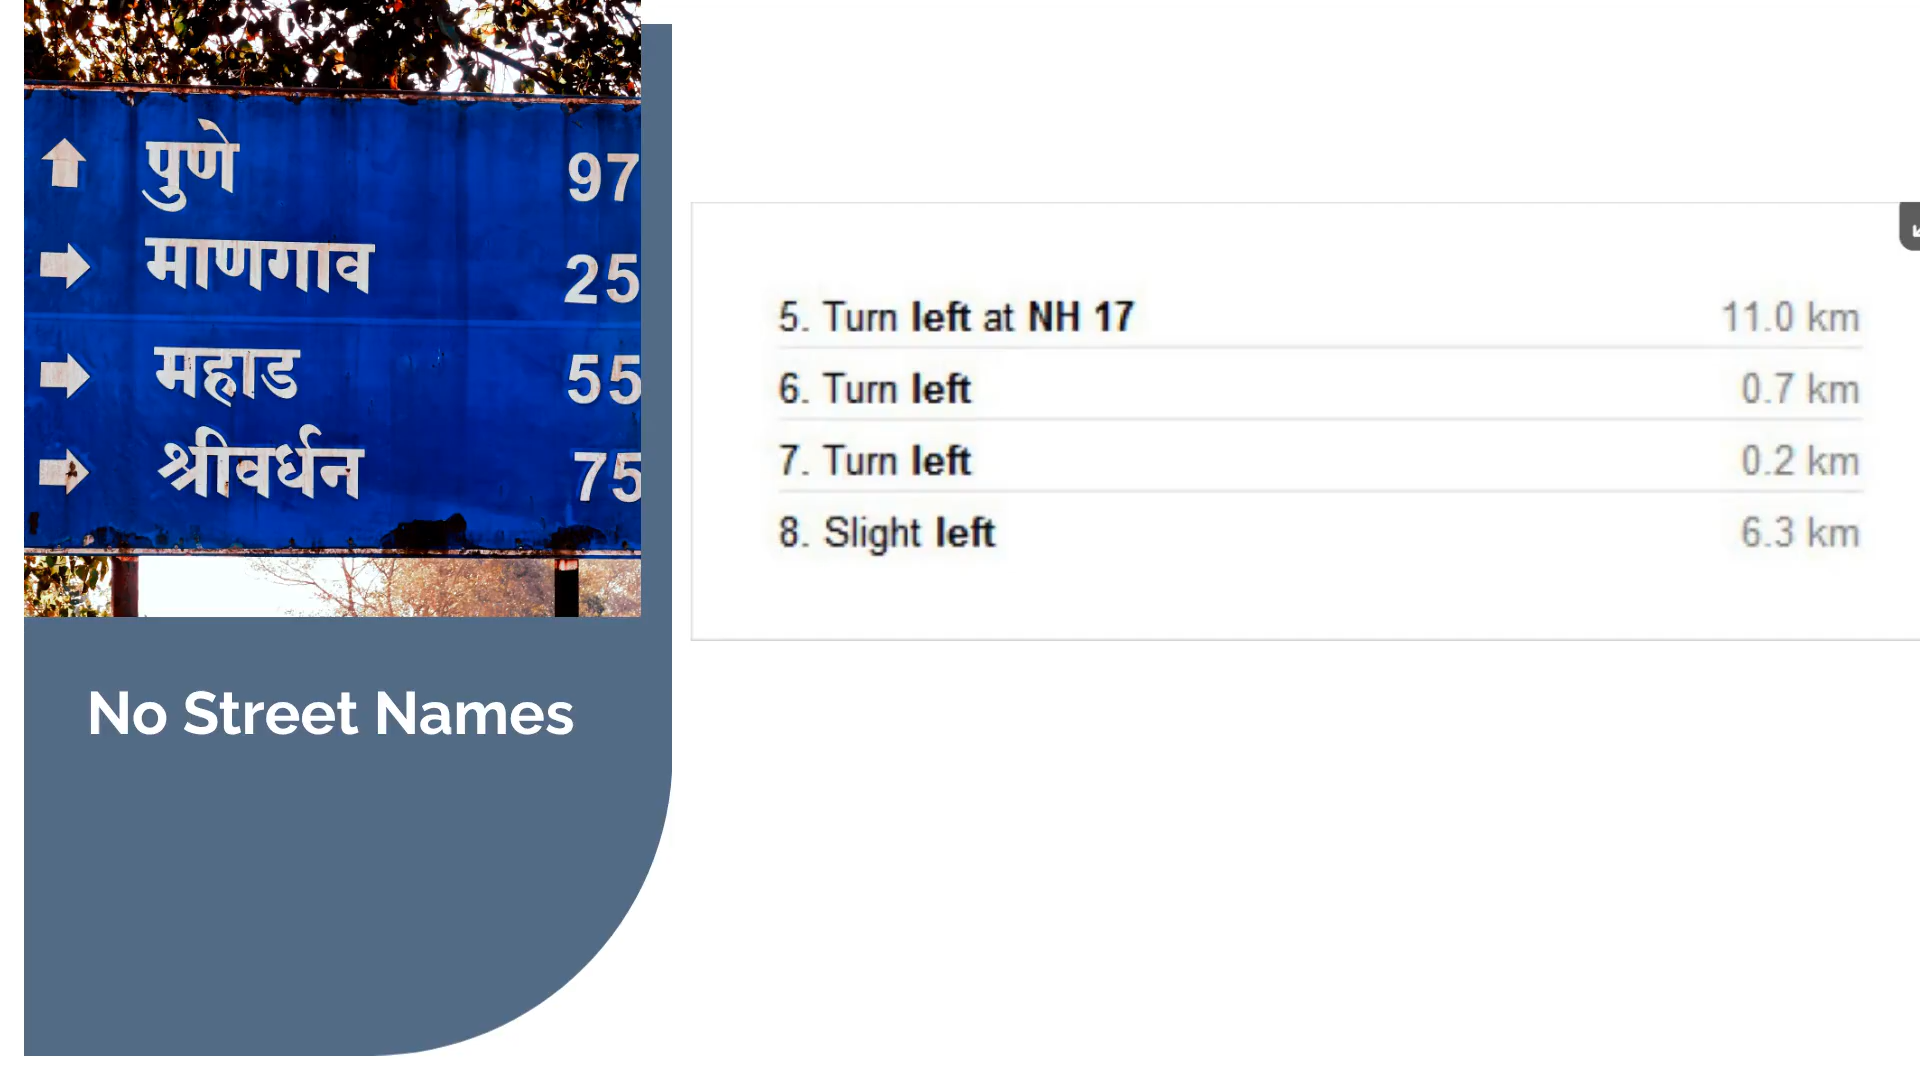 पुणे 97
माणगाव 25
महाड 55
श्रीवर्धन 75
No Street Names
5. Turn left at NH 17 11.0 km
6. Turn left 0.7 km
7. Turn left 0.2 km
8. Slight left 6.3 km